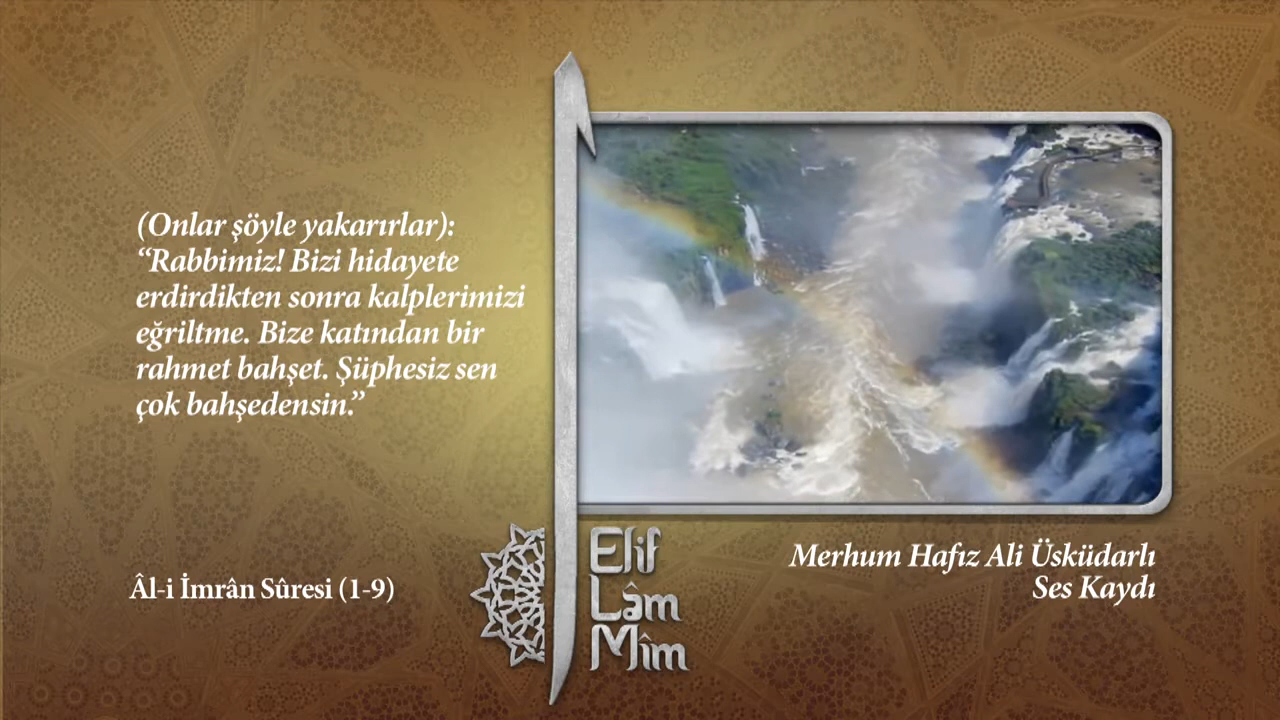 (Onlar şöyle yakarırlar):
“Rabbimiz! Bizi hidayete
erdirdikten sonra kalplerimizi
eğriltme. Bize katından bir
rahmet bahşet. Şüphesiz sen
çok bahşedensin.”
Âl-i İmrân Sûresi (1-9)
Elif
Lâm
Mîm
Merhum Hafız Ali Üsküdarlı
Ses Kaydı